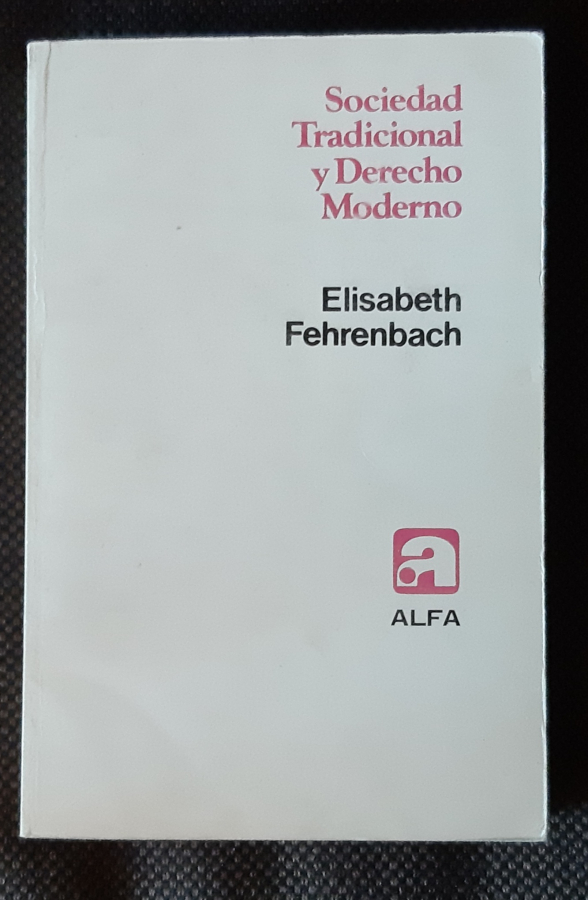 Sociedad
Tradicional
y Derecho
Moderno
Elisabeth
Fehrenbach
a
ALFA